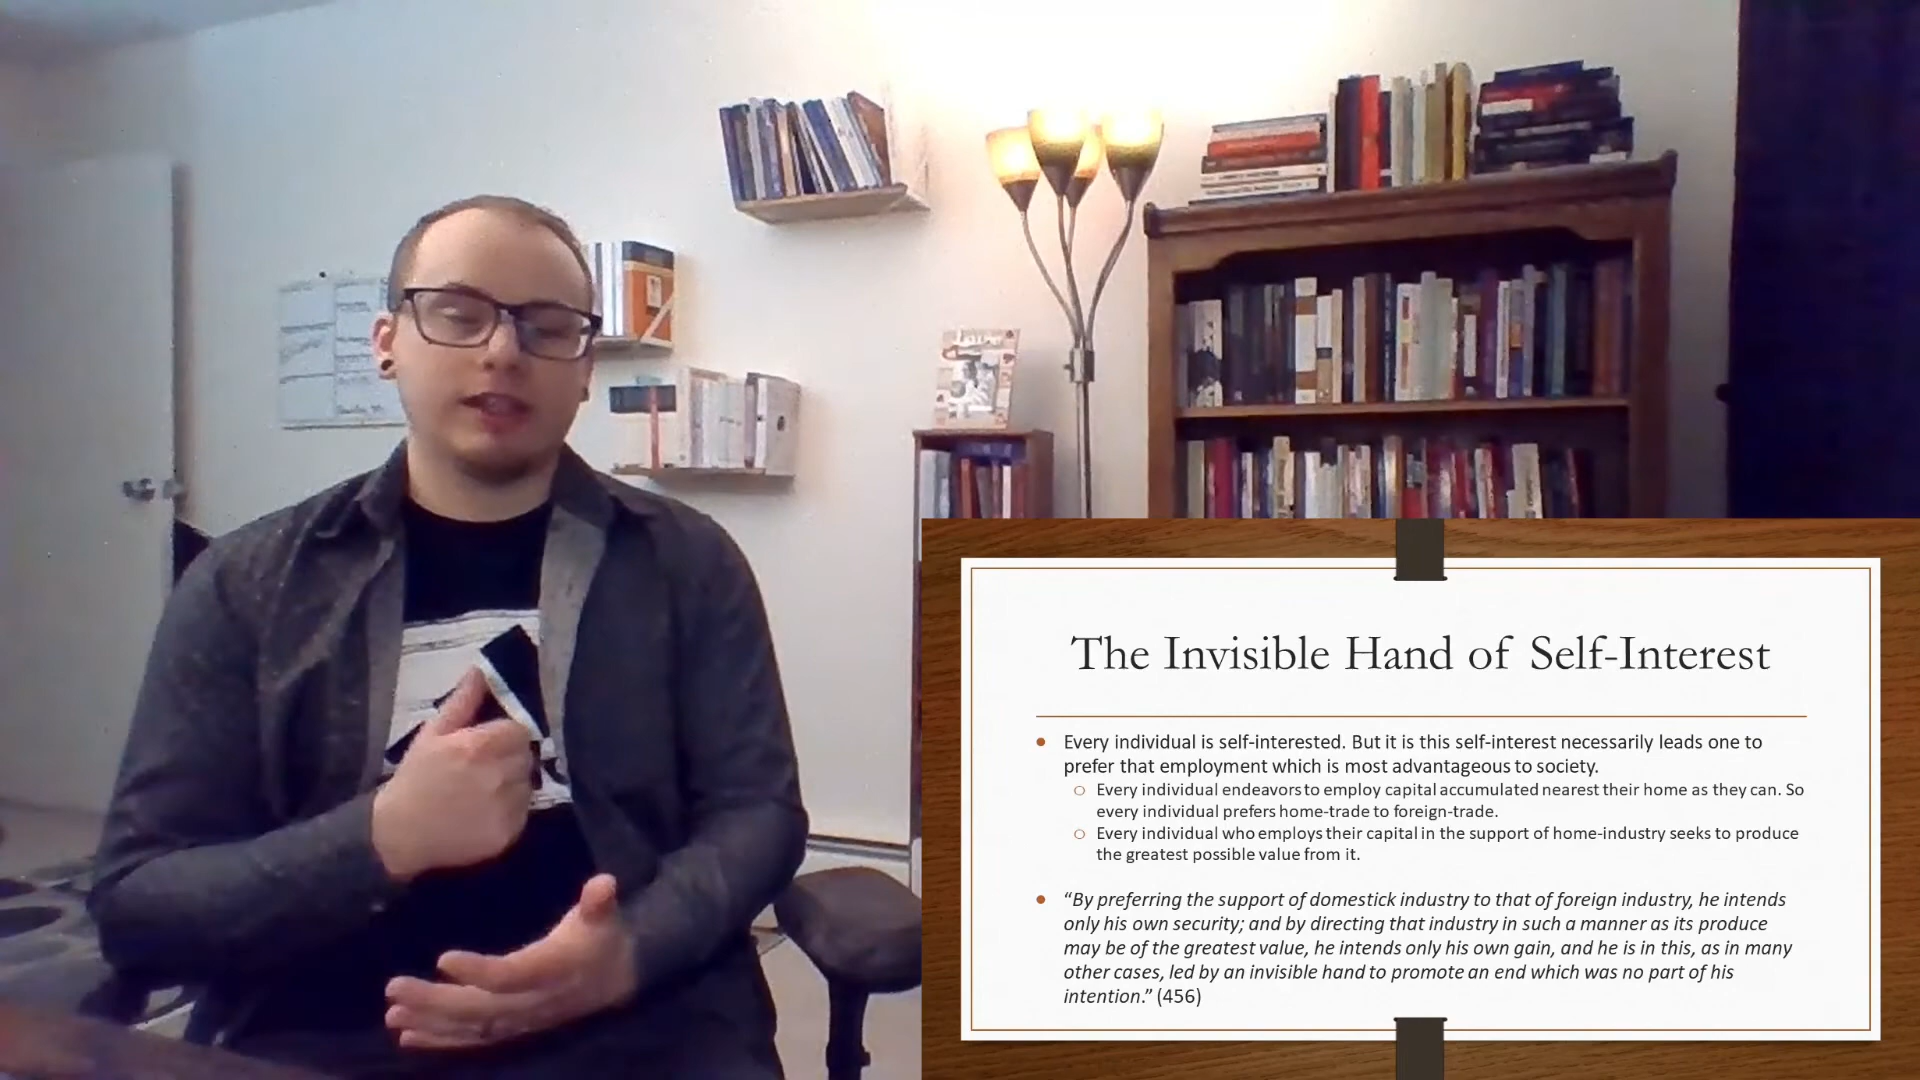 The Invisible Hand of Self-Interest
Every individual is self-interested. But it is this self-interest necessarily leads one to
prefer that employment which is most advantageous to society.
Every individual endeavors to employ capital accumulated nearest their home as they can. So
every individual prefers home-trade to foreign-trade.
Every individual who employs their capital in the support of home-industry seeks to produce
the greatest possible value from it.
“By preferring the support of domestick industry to that of foreign industry, he intends
only his own security; and by directing that industry in such a manner as its produce
may be of the greatest value, he intends only his own gain, and he is in this, as in many
other cases, led by an invisible hand to promote an end which was no part of his
intention.” (456)